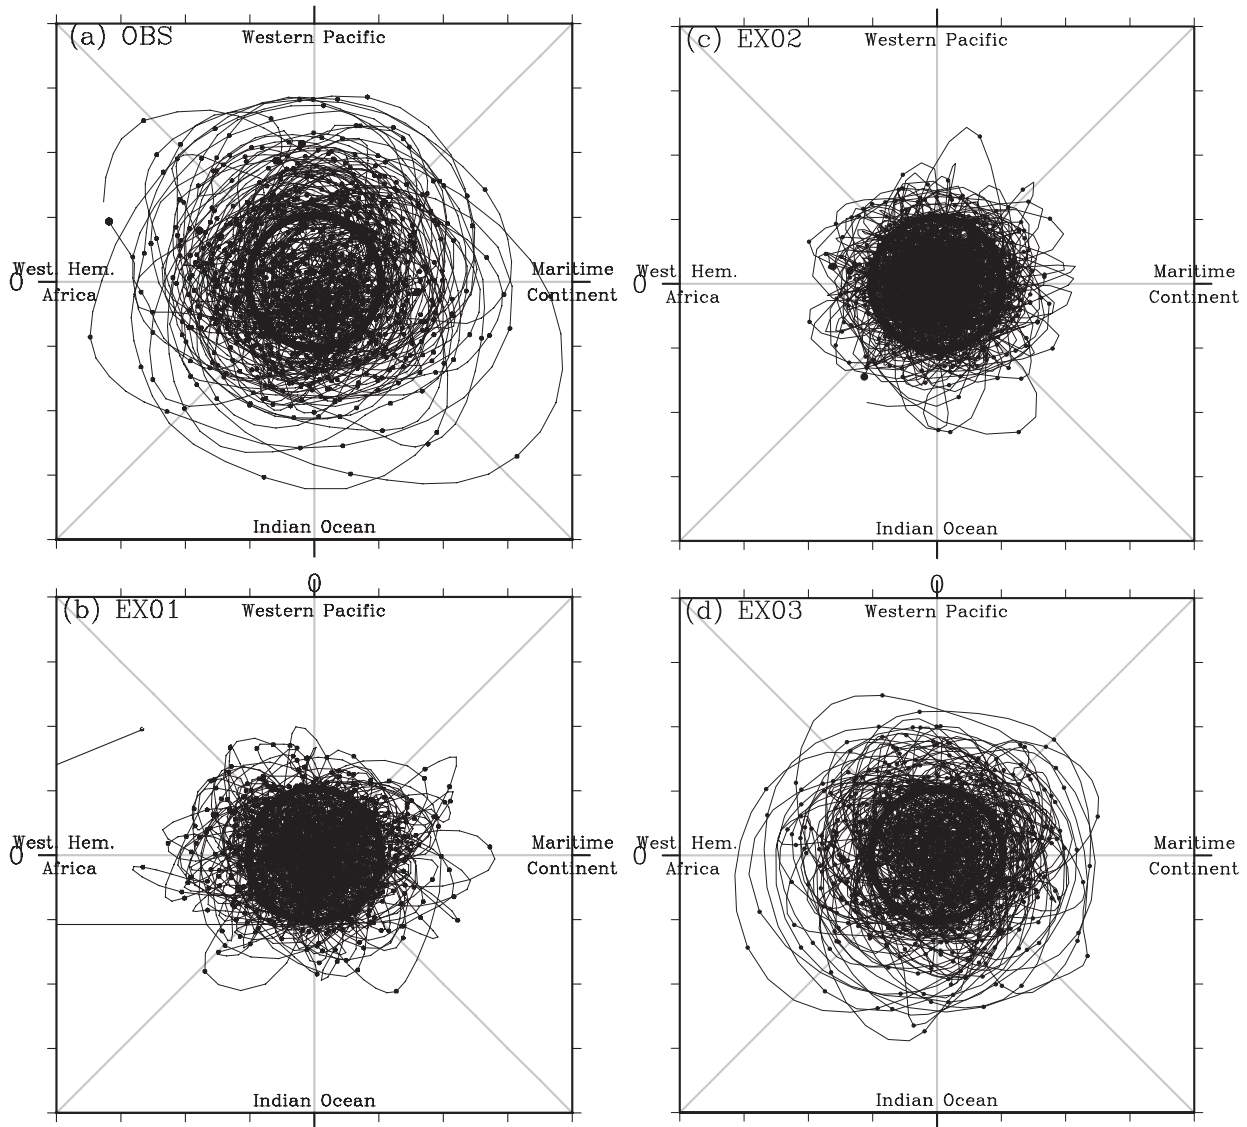 (a) OBS
Western Pacific
0
West. Hem.
Africa
Maritime
Continent
Indian Ocean
(c) EX02
Western Pacific
0
West. Hem.
Africa
Maritime
Continent
Indian Ocean
0
(b) EX01
Western Pacific
0
West. Hem.
Africa
Maritime
Continent
Indian Ocean
0
(d) EX03
Western Pacific
0
West. Hem.
Africa
Maritime
Continent
Indian Ocean